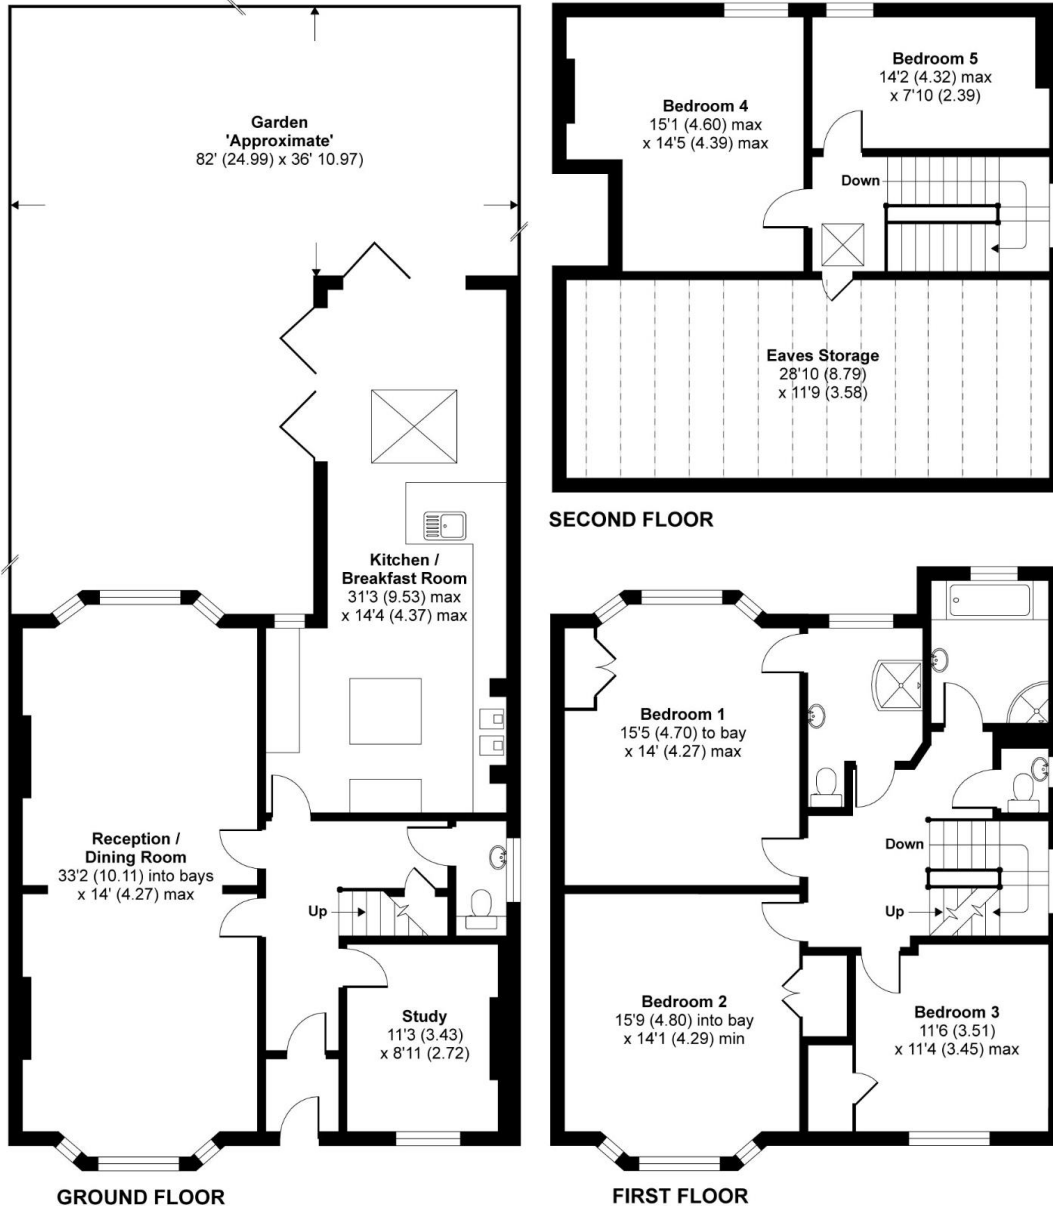 Garden
'Approximate'
82' (24.99) x 36' 10.97)
Kitchen /
Breakfast Room
31'3 (9.53) max
x 14'4 (4.37) max
Reception /
Dining Room
33'2 (10.11) into bays
x 14' (4.27) max
Up
Study
11'3 (3.43)
x 8'11 (2.72)
GROUND FLOOR
Bedroom 4
15'1 (4.60) max
x 14'5 (4.39) max
Bedroom 5
14'2 (4.32) max
x 7'10 (2.39)
Down
Eaves Storage
28'10 (8.79)
x 11'9 (3.58)
SECOND FLOOR
Bedroom 1
15'5 (4.70) to bay
x 14' (4.27) max
Down
Up
Bedroom 2
15'9 (4.80) into bay
x 14'1 (4.29) min
Bedroom 3
11'6 (3.51)
x 11'4 (3.45) max
FIRST FLOOR